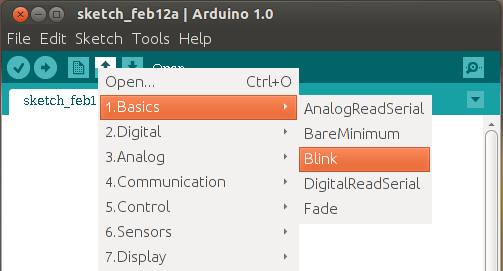 sketch_feb12a | Arduino 1.0
File Edit Sketch Tools Help
Open
sketch_feb1
Open... Ctrl+O
1.Basics
2.Digital
3.Analog
4.Communication
5.Control
6.Sensors
7.Display
AnalogReadSerial
BareMinimum
Blink
DigitalReadSerial
Fade